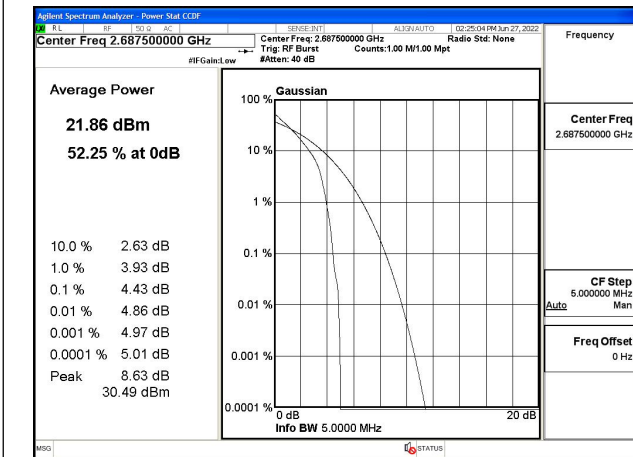 Agilent Spectrum Analyzer - Power Stat CCDF
RL RF 50 Ω AC SENSE:INT ALIGN AUTO 02:25:04 PM Jun 27, 2022
Center Freq 2.687500000 GHz
Center Freq: 2.687500000 GHz Radio Std: None
Trig: RF Burst Counts:1.00 M/1.00 Mpt
#IFGain:Low #Atten: 40 dB
Frequency
Average Power
21.86 dBm
52.25 % at 0dB
10.0 % 2.63 dB
1.0 % 3.93 dB
0.1 % 4.43 dB
0.01 % 4.86 dB
0.001 % 4.97 dB
0.0001 % 5.01 dB
Peak 8.63 dB
30.49 dBm
Gaussian
100 %
10 %
1 %
0.1 %
0.01 %
0.001 %
0.0001 %
0 dB 20 dB
Info BW 5.0000 MHz
Center Freq
2.687500000 GHz
CF Step
5.000000 MHz
Auto Man
Freq Offset
0 Hz
MSG STATUS